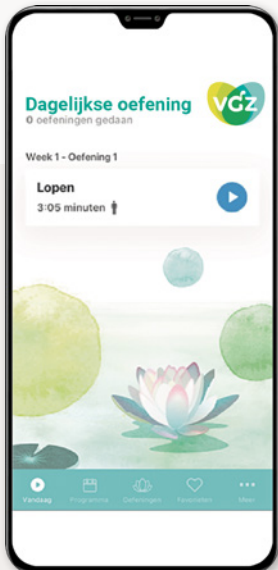 Dagelijkse oefening
VGZ
0 oefeningen gedaan
Week 1 - Oefening 1
Lopen
3:05 minuten
Vandaag
Programma
Oefeningen
Favorieten
Meer